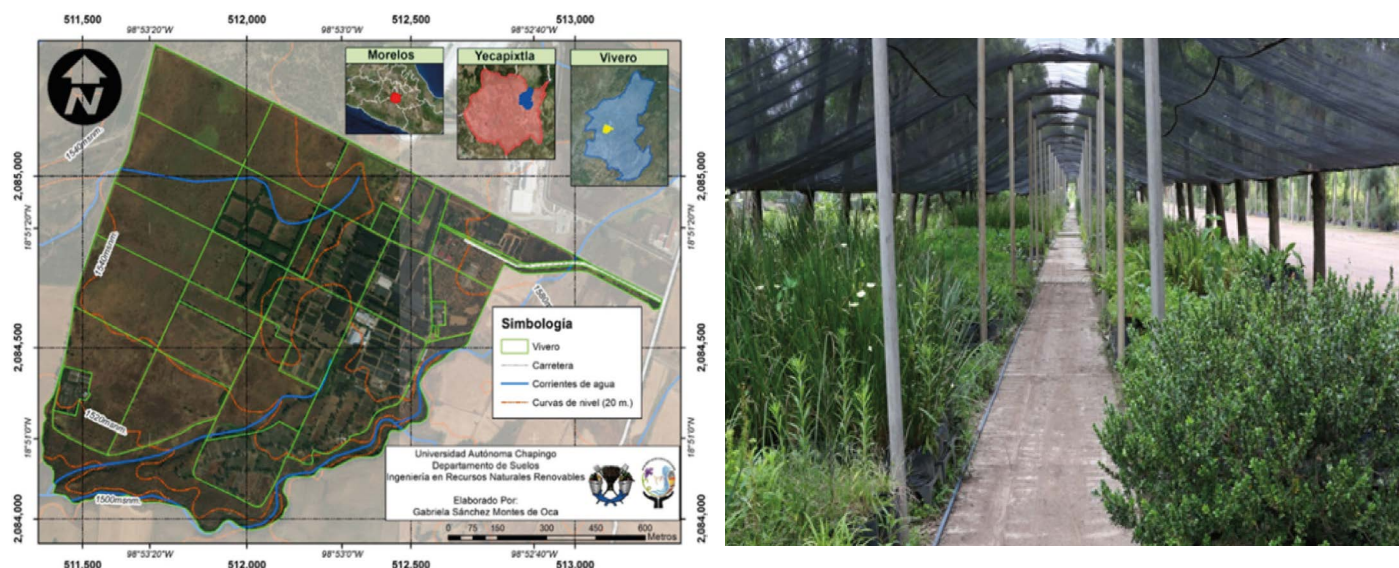 511,500 512,000 512,500 513,000
98°53'20"W 98°53'0"W 98°52'40"W
N
Morelos
Yecapixtla
Vivero
1540msnm.
2,085,000 2,085,000
18°51'20"N 18°51'20"N
1540msnm.
Simbología
Vivero
Carretera
Corrientes de agua
Curvas de nivel (20 m.)
2,084,500 2,084,500
1520msnm.
18°51'0"N 18°51'0"N
Universidad Autónoma Chapingo
Departamento de Suelos
Ingeniería en Recursos Naturales Renovables
Elaborado Por:
Gabriela Sánchez Montes de Oca
1500msnm.
2,084,000 2,084,000
0 75 150 300 450 600
Metros
98°53'20"W 98°53'0"W 98°52'40"W
511,500 512,000 512,500 513,000